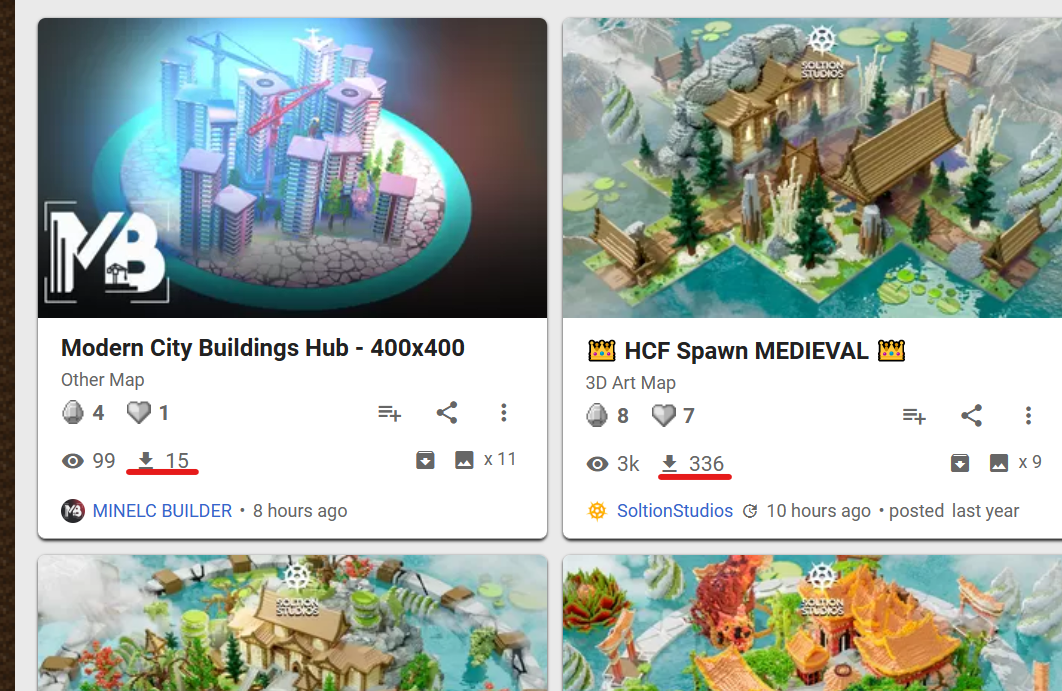 MB
Modern City Buildings Hub - 400x400
Other Map
4 1
99 15 x 11
MB MINELC BUILDER • 8 hours ago
SOLTION
STUDIOS
HCF Spawn MEDIEVAL
3D Art Map
8 7
3k 336 x 9
SoltionStudios 10 hours ago • posted last year
SOLTION
STUDIOS
SOLTION
STUDIOS